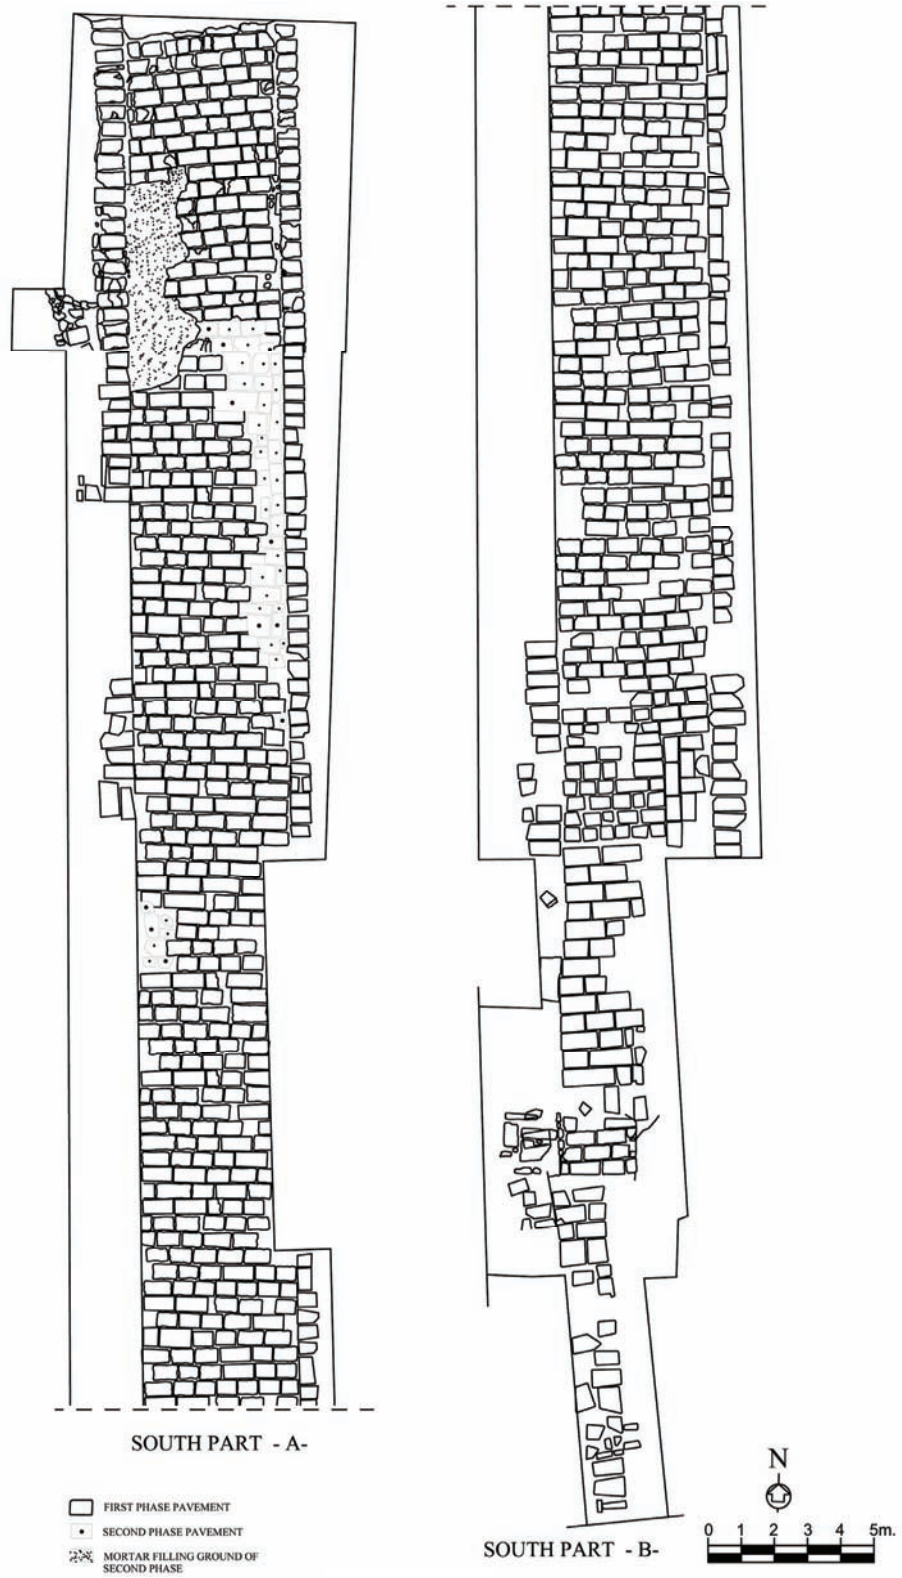 SOUTH PART - A-
FIRST PHASE PAVEMENT
SECOND PHASE PAVEMENT
MORTAR FILLING GROUND OF
SECOND PHASE
SOUTH PART - B-
N
0 1 2 3 4 5m.